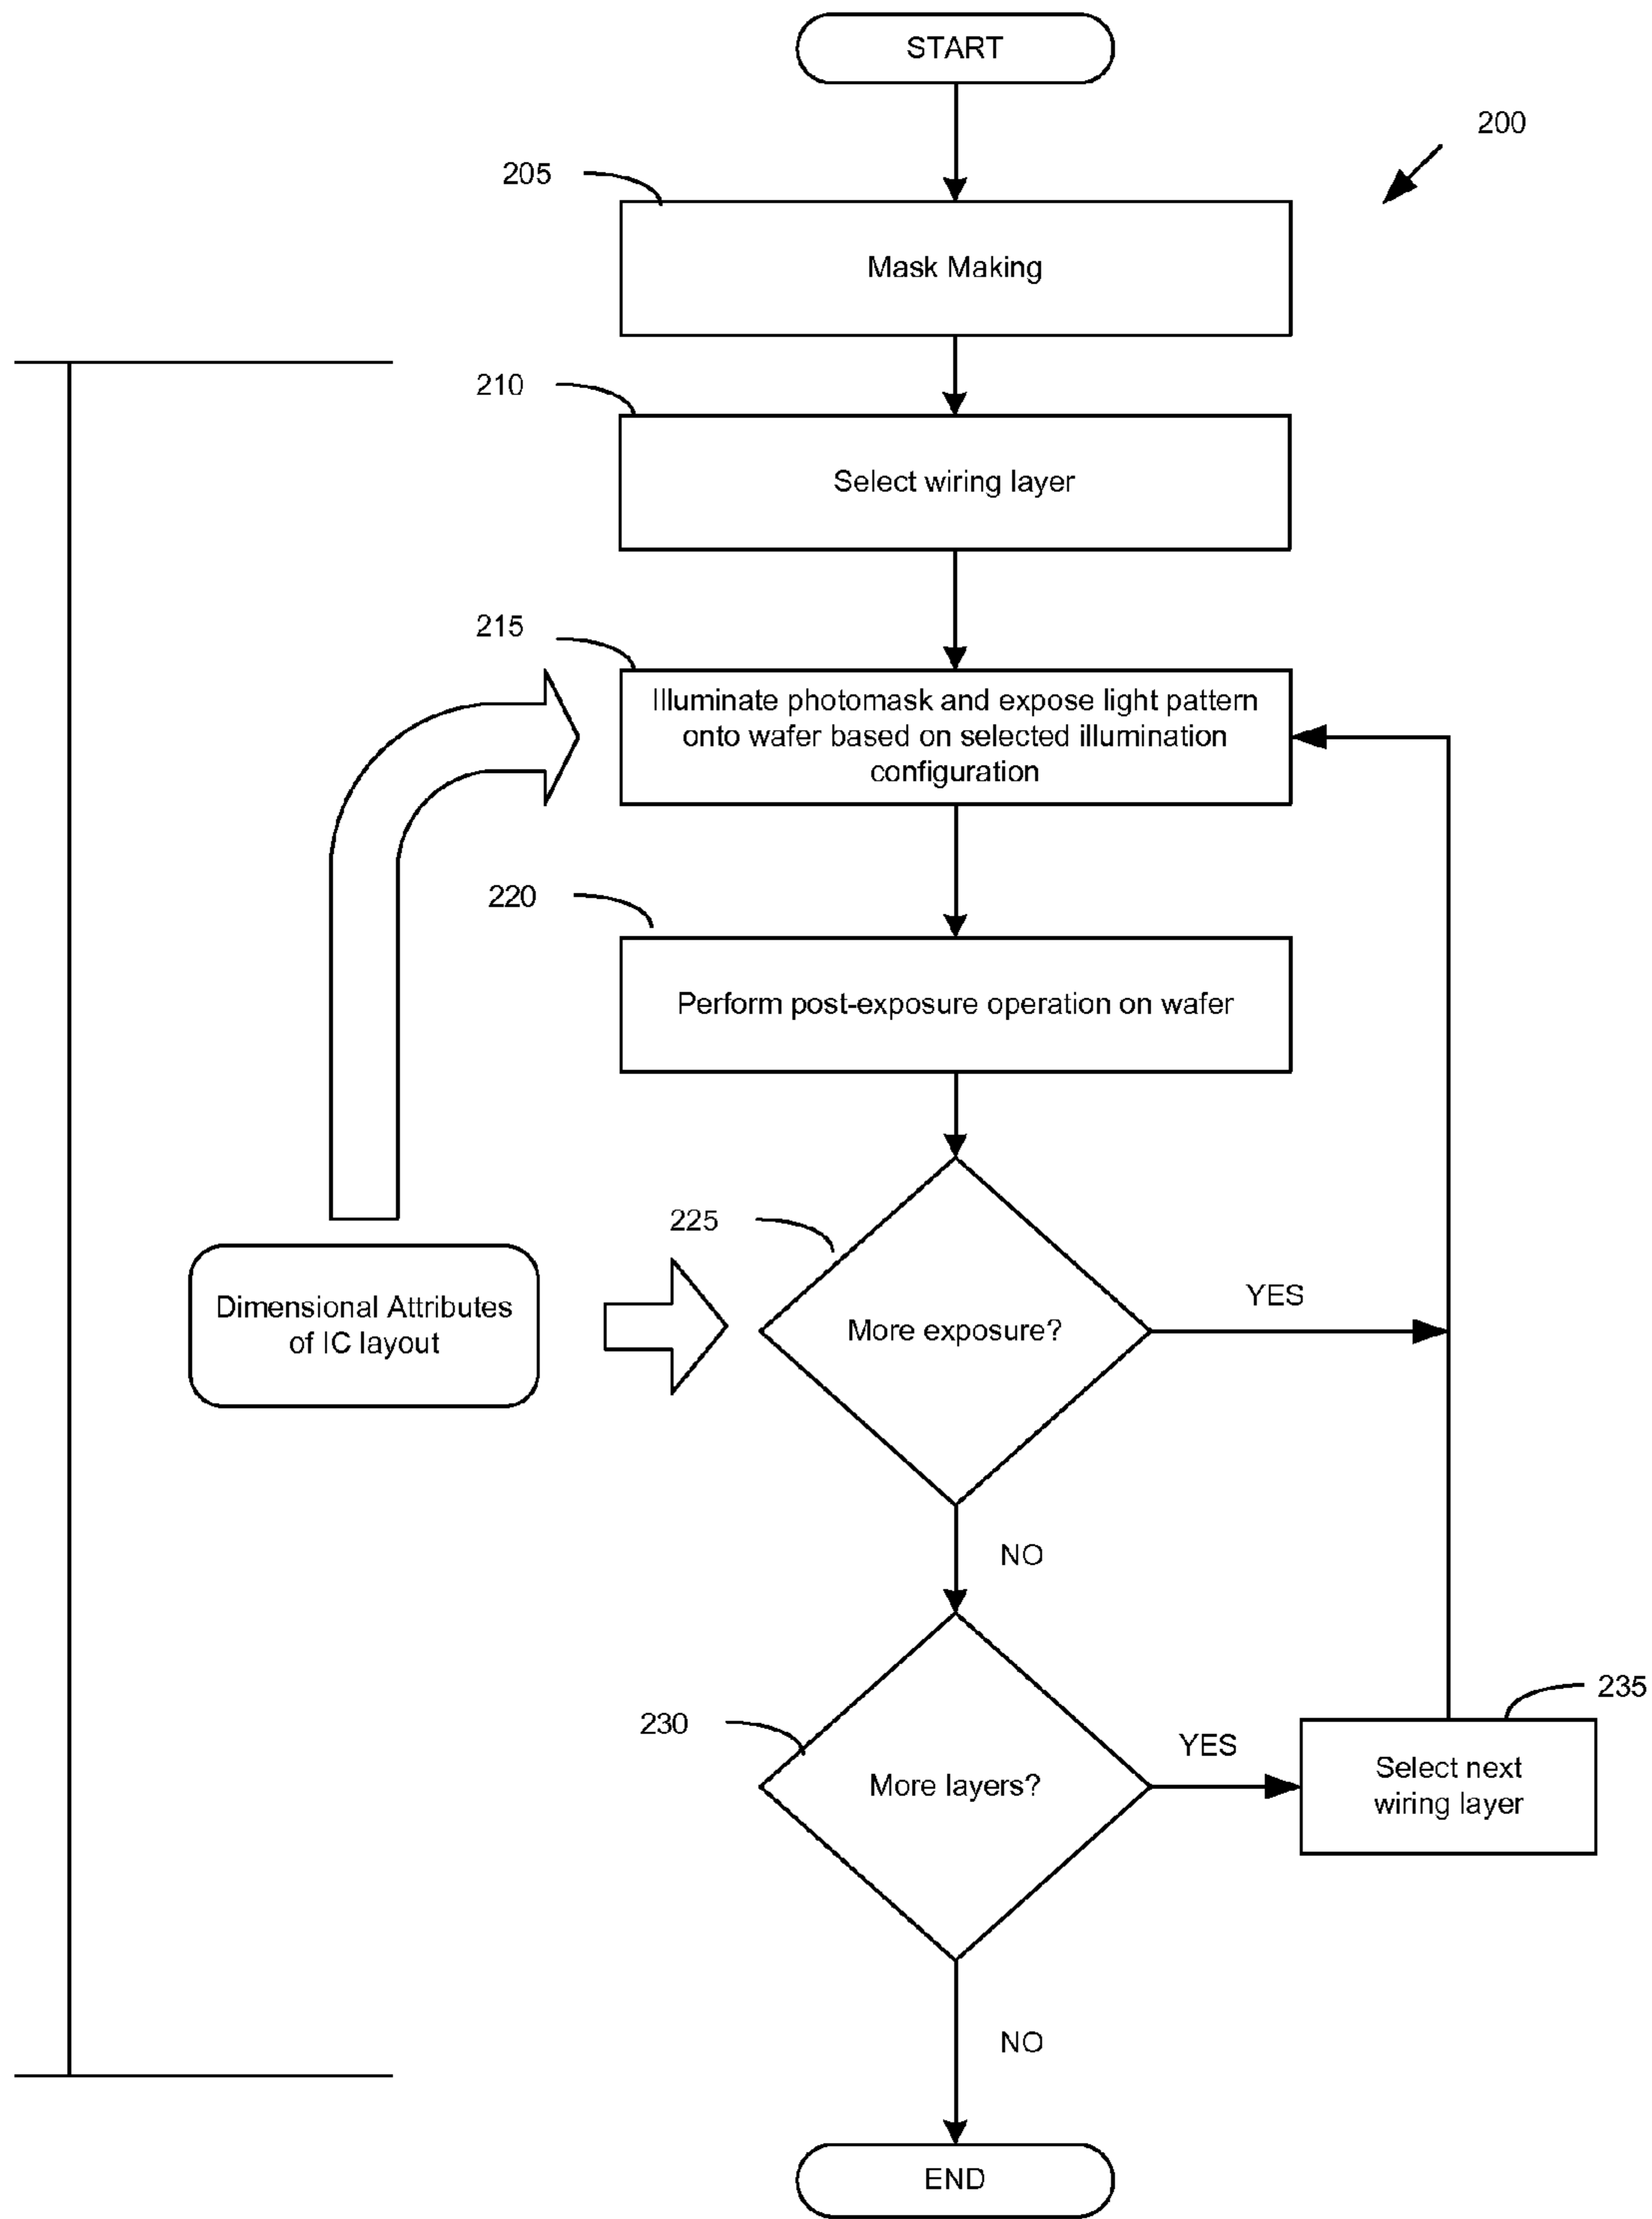 START
200
205
Mask Making
210
Select wiring layer
215
Illuminate photomask and expose light pattern
onto wafer based on selected illumination
configuration
220
Perform post-exposure operation on wafer
225
Dimensional Attributes
of IC layout
More exposure?
YES
NO
230
More layers?
YES
235
Select next
wiring layer
NO
END